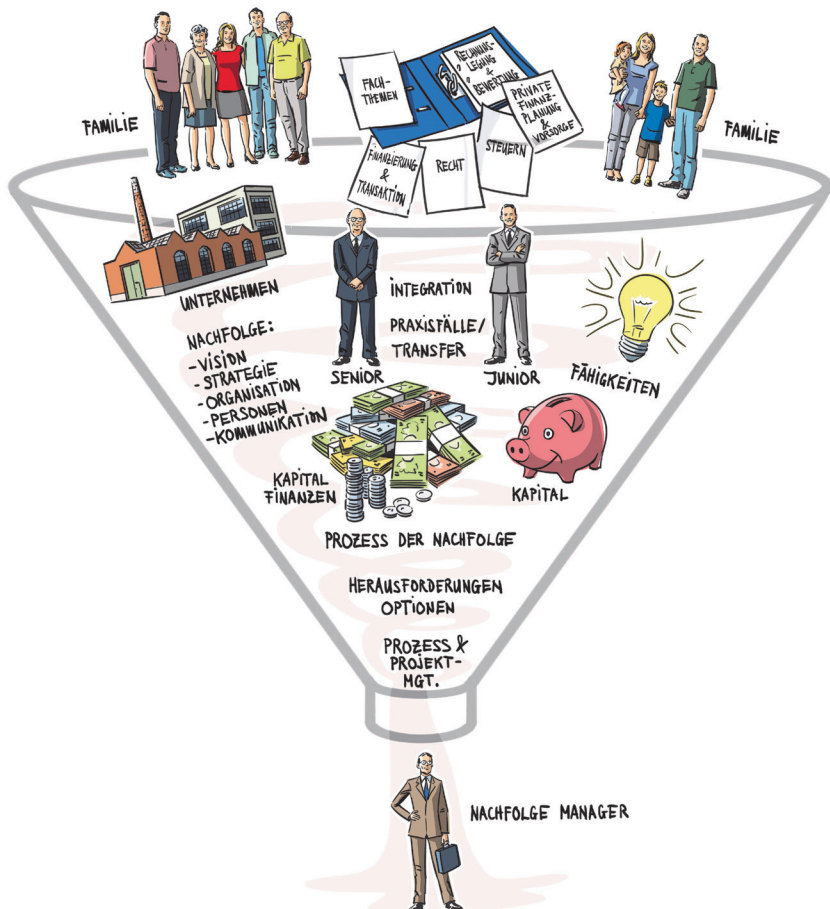 FAMILIE
FACH-
THEMEN
RECHNUNGS-
LEGUNG
&
BEWERTUNG
PRIVATE
FINANZ-
PLANUNG
&
VORSORGE
FINANZIERUNG
&
TRANSAKTION
RECHT
STEUERN
FAMILIE
UNTERNEHMEN
NACHFOLGE:
-VISION
-STRATEGIE
-ORGANISATION
-PERSONEN
-KOMMUNIKATION
SENIOR
INTEGRATION
PRAXISFÄLLE/
TRANSFER
JUNIOR
FÄHIGKEITEN
KAPITAL
FINANZEN
KAPITAL
PROZESS DER NACHFOLGE
HERAUSFORDERUNGEN
OPTIONEN
PROZESS &
PROJEKT-
MGT.
NACHFOLGE MANAGER